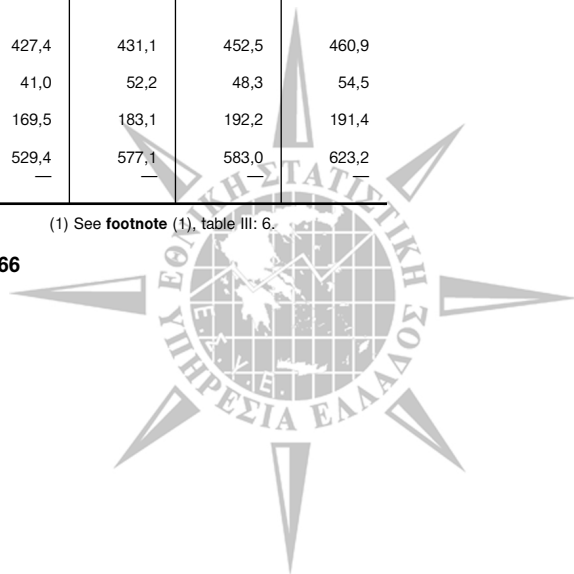 427,4 431,1 452,5 460,9
41,0 52,2 48,3 54,5
169,5 183,1 192,2 191,4
529,4 577,1 583,0 623,2
— — — —
(1) See footnote (1), table III: 6.
66
ΕΘΝΙΚΗ ΣΤΑΤΙΣΤΙΚΗ
ΥΠΗΡΕΣΙΑ ΕΛΛΑΔΟΣ
Ε.Σ.Υ.Ε.